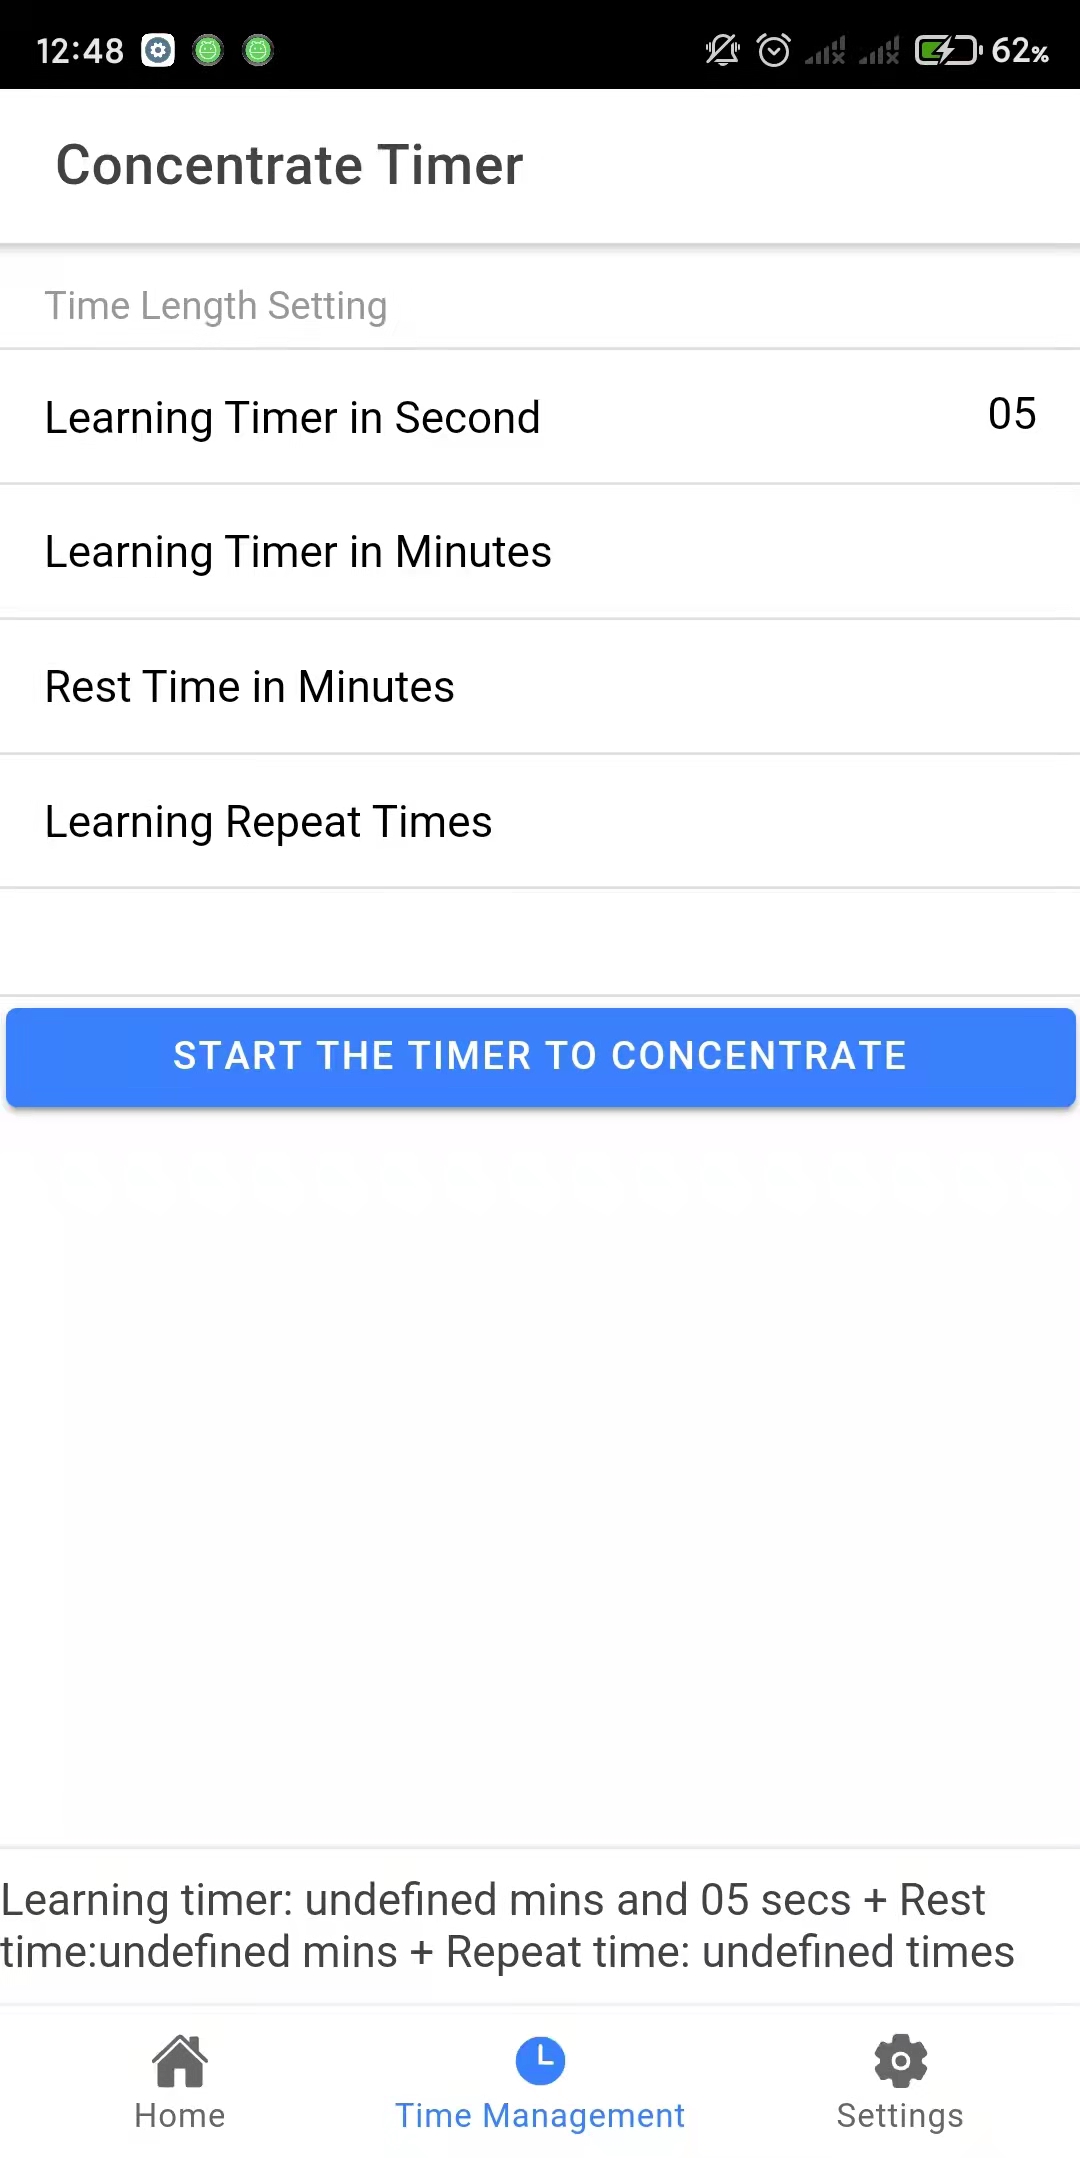 12:48
62%
Concentrate Timer
Time Length Setting
Learning Timer in Second 05
Learning Timer in Minutes
Rest Time in Minutes
Learning Repeat Times
START THE TIMER TO CONCENTRATE
Learning timer: undefined mins and 05 secs + Rest
time:undefined mins + Repeat time: undefined times
Home Time Management Settings